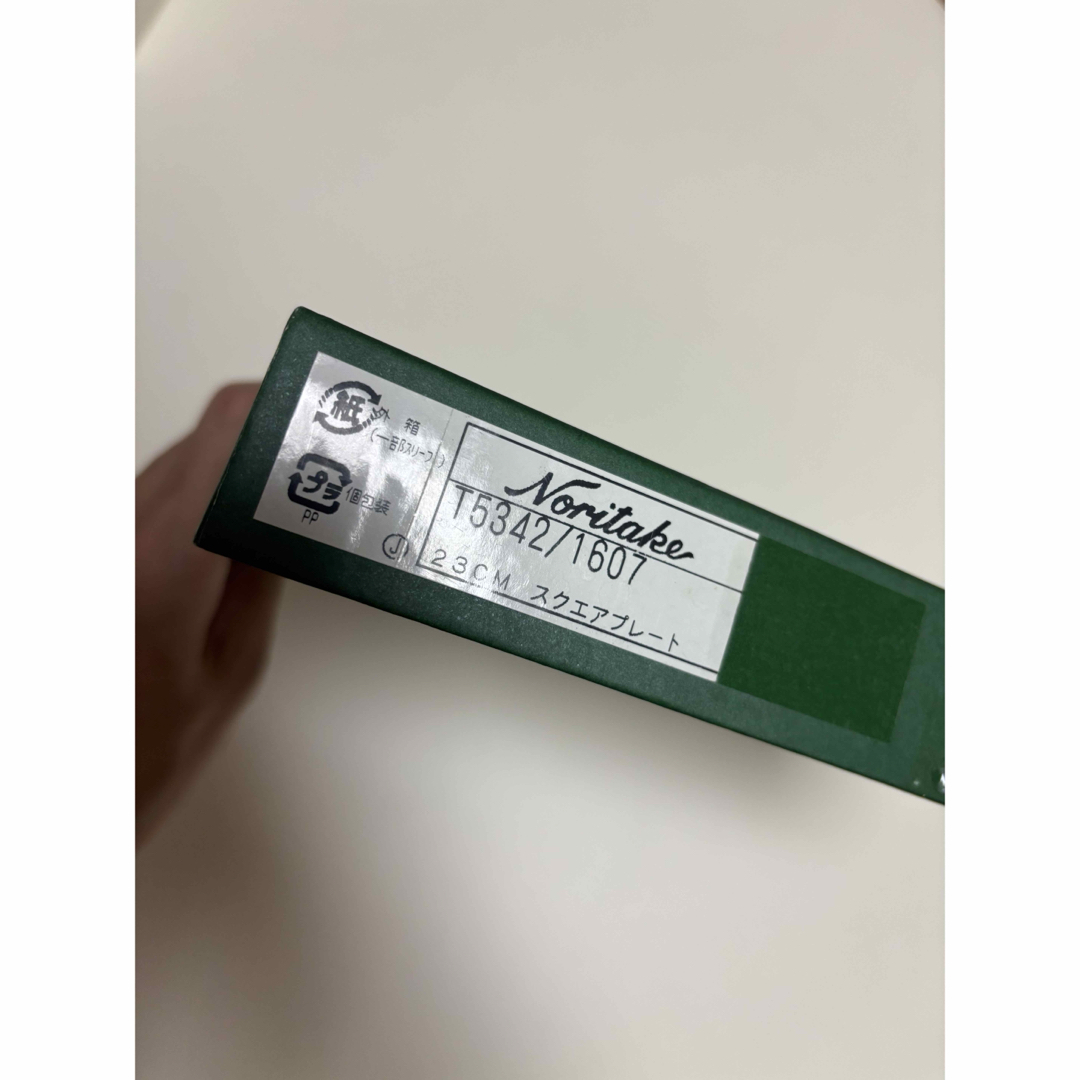 紙 外箱
(一部スリーブ)
プラ 個包装
PP
Noritake
T5342/1607
Ⓙ 23CM スクエアプレート